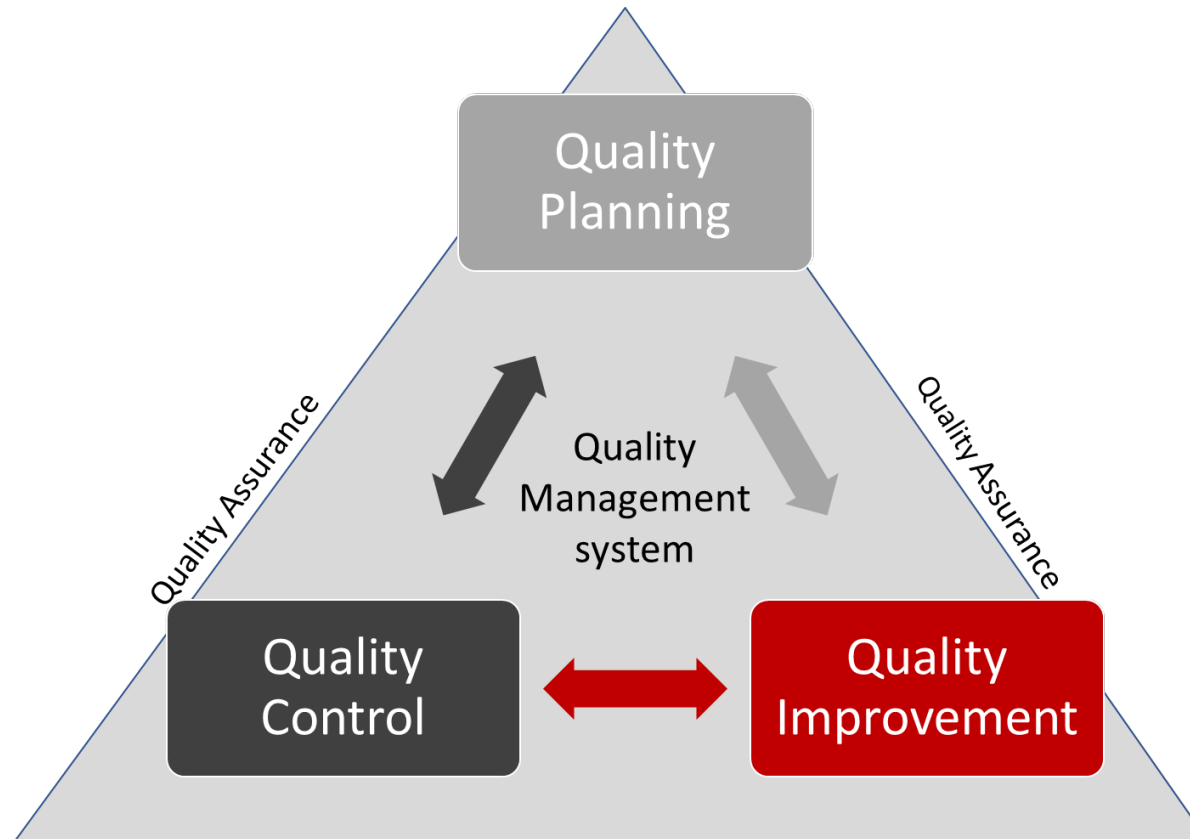 Quality
Planning
Quality Assurance
Quality Assurance
Quality
Management
system
Quality
Control
Quality
Improvement